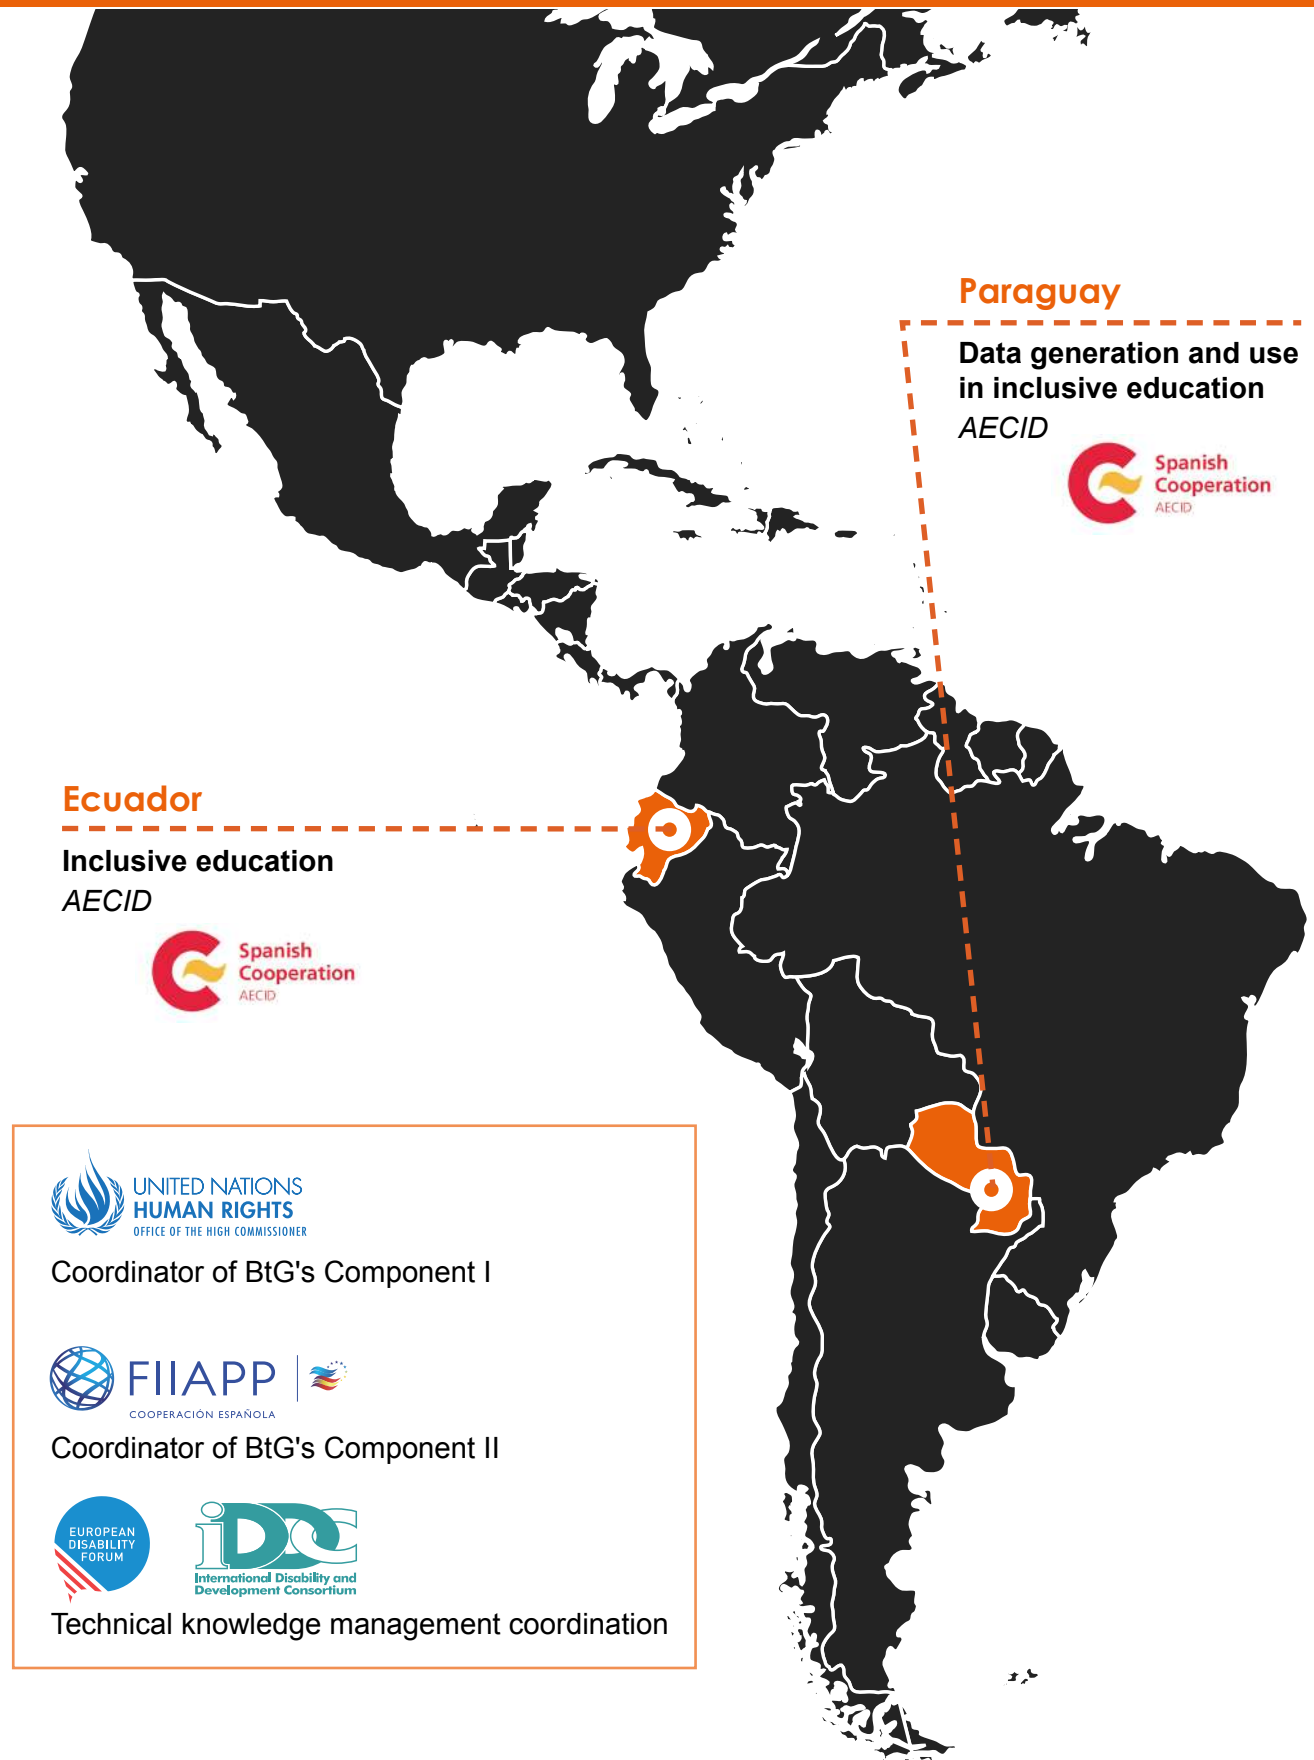 Paraguay
Data generation and use
in inclusive education
AECID
Spanish
Cooperation
AECID
Ecuador
Inclusive education
AECID
Spanish
Cooperation
AECID
UNITED NATIONS
HUMAN RIGHTS
OFFICE OF THE HIGH COMMISSIONER
Coordinator of BtG's Component I
FIIAPP
COOPERACIÓN ESPAÑOLA
Coordinator of BtG's Component II
EUROPEAN
DISABILITY
FORUM
iDDC
International Disability and
Development Consortium
Technical knowledge management coordination